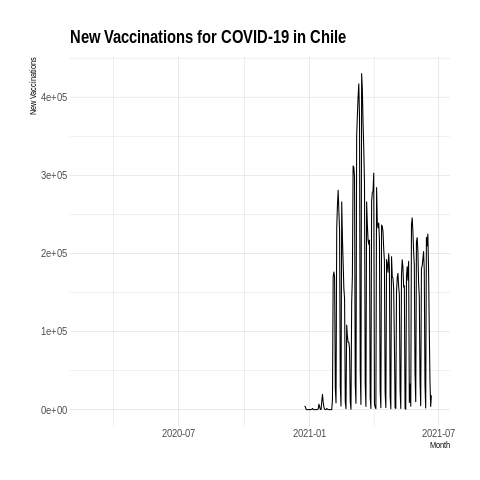 New Vaccinations for COVID-19 in Chile
New Vaccinations
4e+05
3e+05
2e+05
1e+05
0e+00
2020-07
2021-01
2021-07
Month